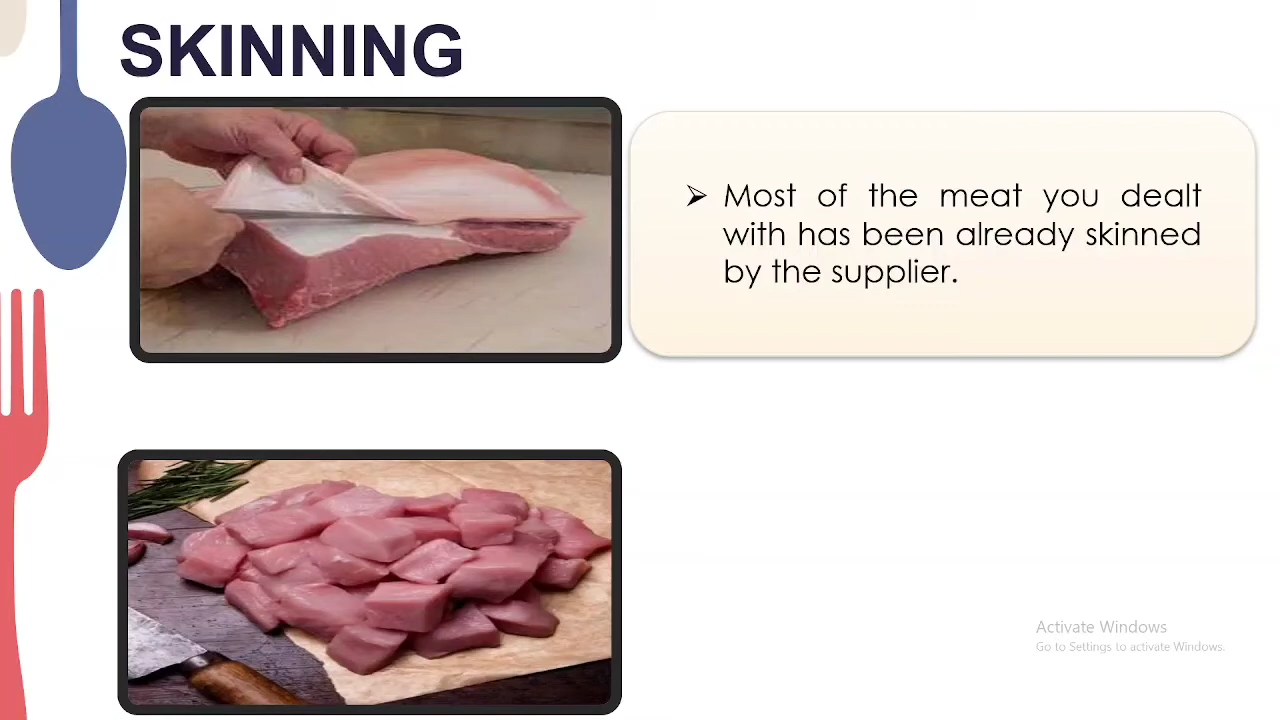 SKINNING
➢ Most of the meat you dealt
with has been already skinned
by the supplier.
Activate Windows
Go to Settings to activate Windows.